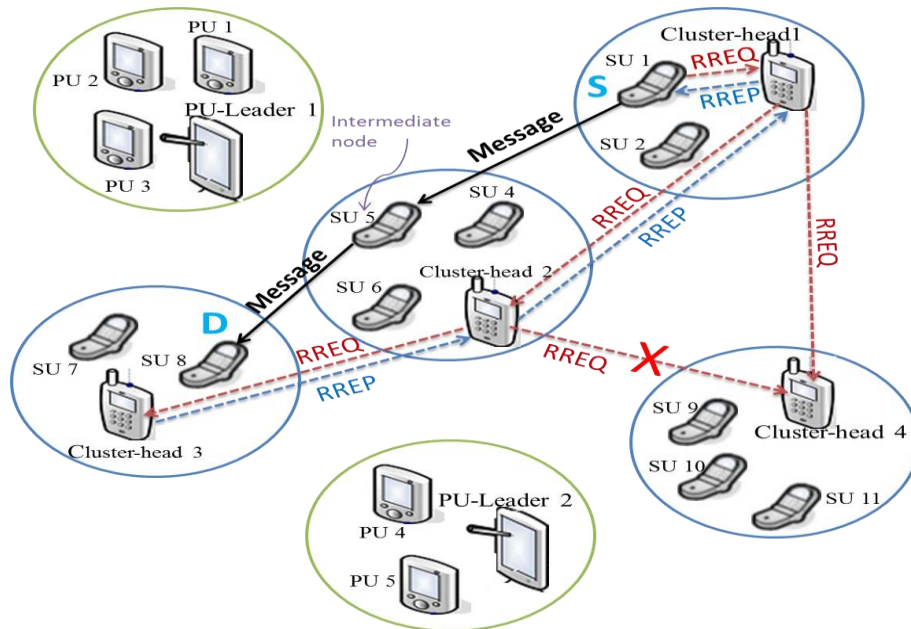 PU 1
PU 2
PU-Leader 1
PU 3
Cluster-head1
SU 1
RREQ
S
RREP
SU 2
Intermediate
node
Message
SU 5
SU 4
RREQ
RREP
RREQ
Cluster-head 2
SU 6
Message
D
SU 7
SU 8
RREQ
RREP
RREQ
X
Cluster-head 3
SU 9
Cluster-head 4
SU 10
SU 11
PU-Leader 2
PU 4
PU 5